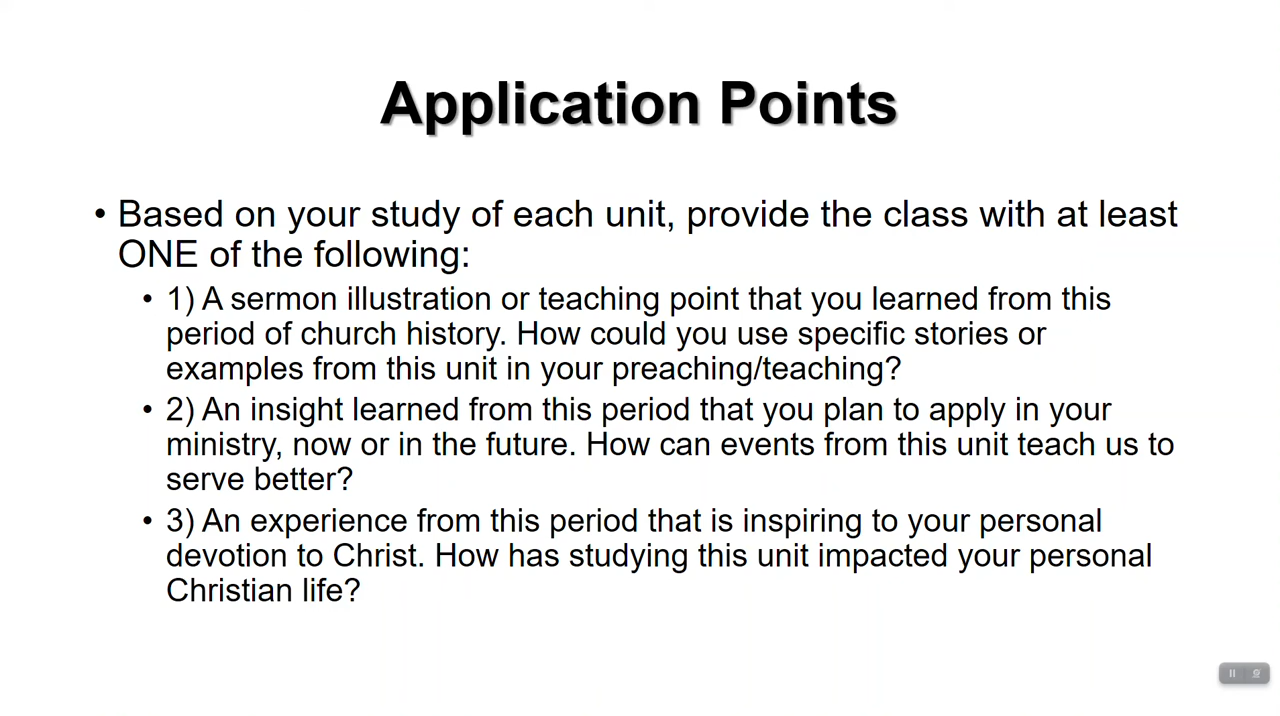 Application Points
• Based on your study of each unit, provide the class with at least
ONE of the following:
• 1) A sermon illustration or teaching point that you learned from this
period of church history. How could you use specific stories or
examples from this unit in your preaching/teaching?
• 2) An insight learned from this period that you plan to apply in your
ministry, now or in the future. How can events from this unit teach us to
serve better?
• 3) An experience from this period that is inspiring to your personal
devotion to Christ. How has studying this unit impacted your personal
Christian life?